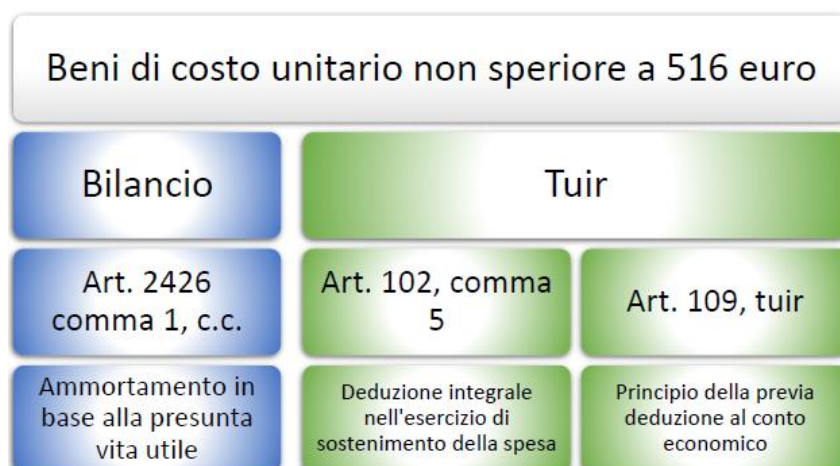 Beni di costo unitario non speriore a 516 euro
Bilancio
Tuir
Art. 2426
comma 1, c.c.
Art. 102, comma
5
Art. 109, tuir
Ammortamento in
base alla presunta
vita utile
Deduzione integrale
nell'esercizio di
sostenimento della spesa
Principio della previa
deduzione al conto
economico